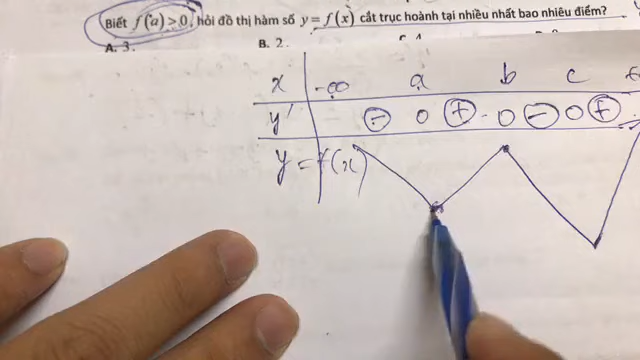 Biết f(a) > 0, hỏi đồ thị hàm số y = f(x) cắt trục hoành tại nhiều nhất bao nhiêu điểm?
A. 3. B. 2.
x -∞ a b c
y' - 0 + 0 - 0 +
y = f(x)